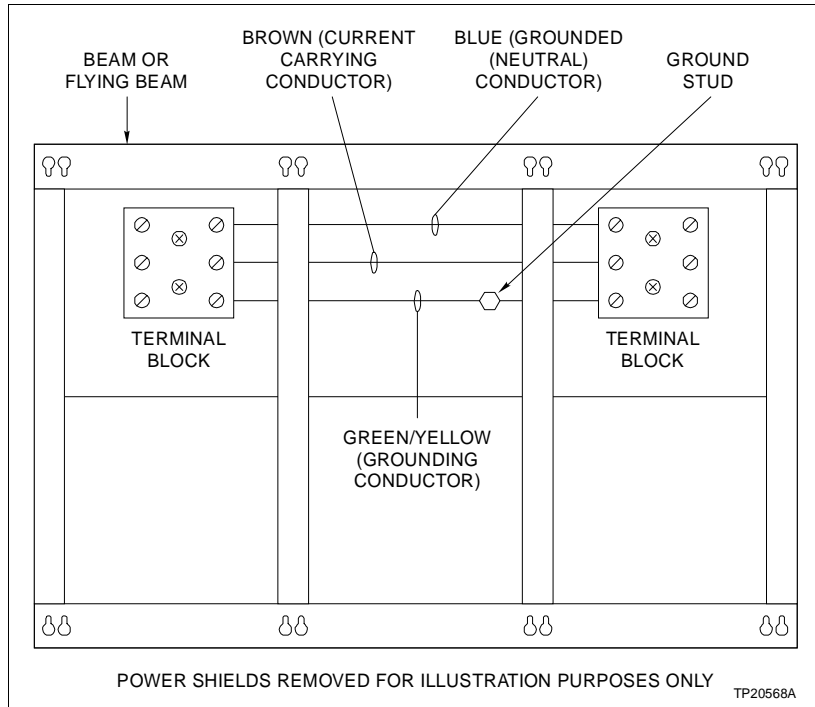 BEAM OR
FLYING BEAM
BROWN (CURRENT
CARRYING
CONDUCTOR)
BLUE (GROUNDED
(NEUTRAL)
CONDUCTOR)
GROUND
STUD
TERMINAL
BLOCK
TERMINAL
BLOCK
GREEN/YELLOW
(GROUNDING
CONDUCTOR)
POWER SHIELDS REMOVED FOR ILLUSTRATION PURPOSES ONLY
TP20568A